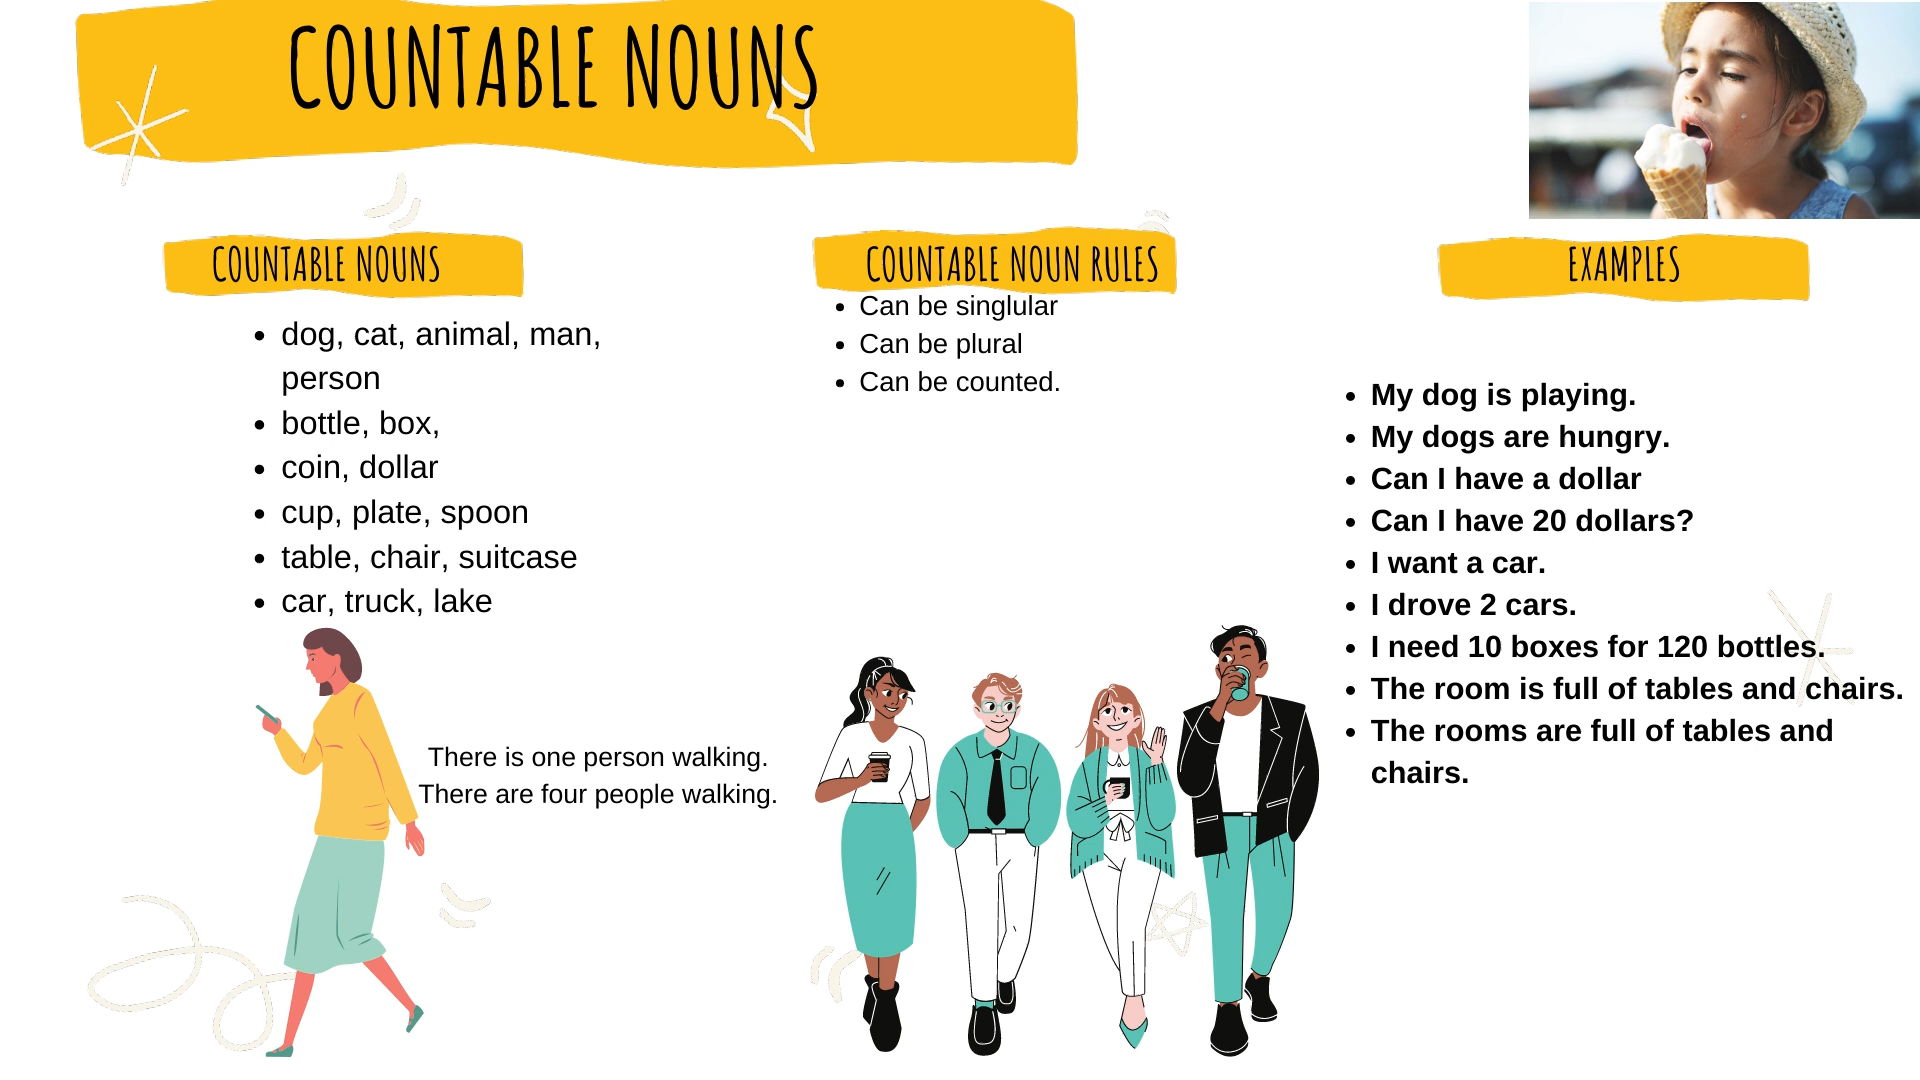 COUNTABLE NOUNS
COUNTABLE NOUNS
• dog, cat, animal, man,
person
• bottle, box,
• coin, dollar
• cup, plate, spoon
• table, chair, suitcase
• car, truck, lake
COUNTABLE NOUN RULES
• Can be singlular
• Can be plural
• Can be counted.
EXAMPLES
• My dog is playing.
• My dogs are hungry.
• Can I have a dollar
• Can I have 20 dollars?
• I want a car.
• I drove 2 cars.
• I need 10 boxes for 120 bottles.
• The room is full of tables and chairs.
• The rooms are full of tables and
chairs.
There is one person walking.
There are four people walking.